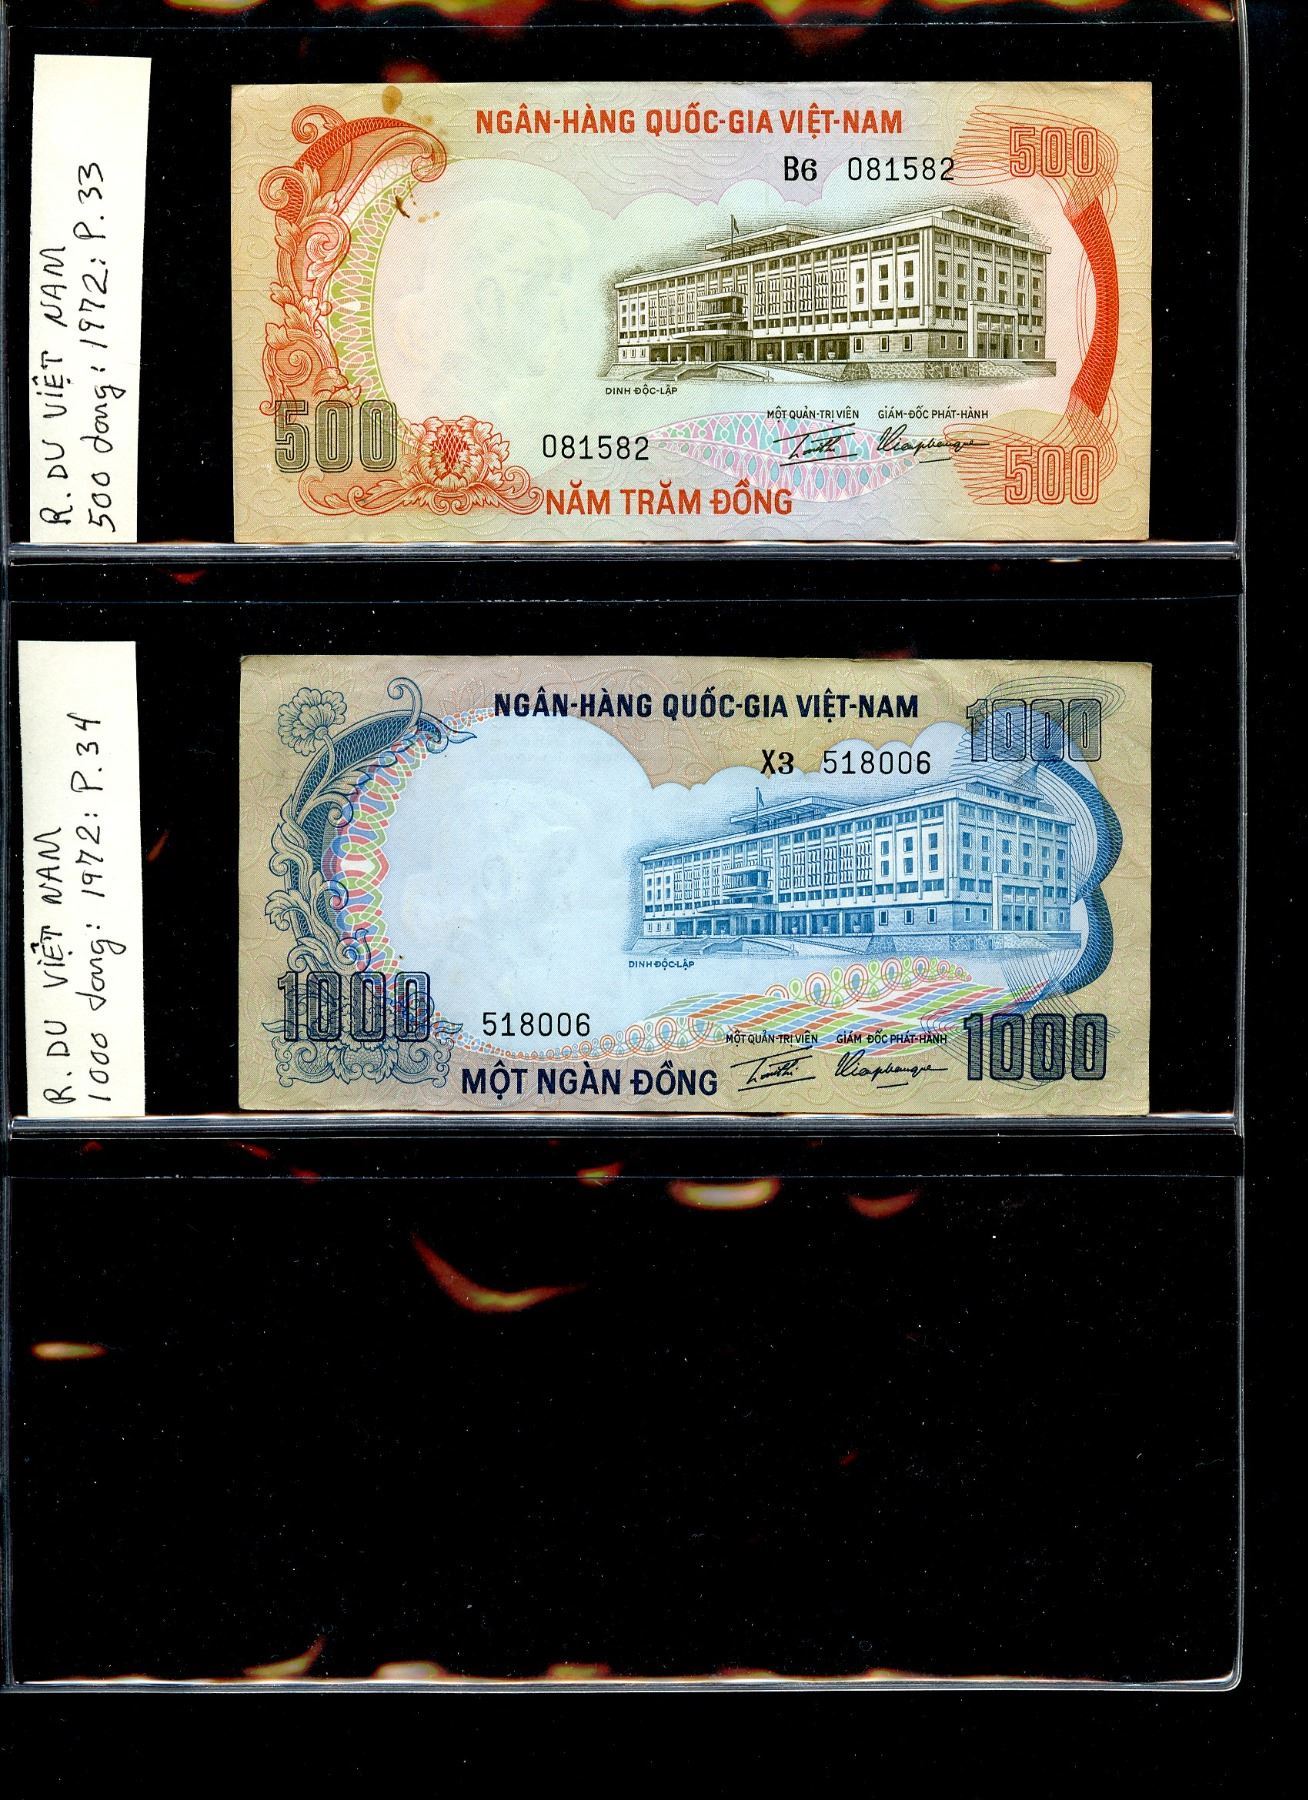 R. DU VIỆT NAM
500 dong: 1972: P. 33
NGÂN-HÀNG QUỐC-GIA VIỆT-NAM
500
B6 081582
DINH ĐỘC-LẬP
MỘT QUẢN-TRỊ VIÊN GIÁM-ĐỐC PHÁT-HÀNH
500
081582
500
NĂM TRĂM ĐỒNG
R. DU VIỆT NAM
1000 dong: 1972: P. 34
NGÂN-HÀNG QUỐC-GIA VIỆT-NAM
1000
X3 518006
DINH ĐỘC-LẬP
1000
518006
MỘT QUẢN-TRỊ VIÊN GIÁM ĐỐC PHÁT-HÀNH
1000
MỘT NGÀN ĐỒNG